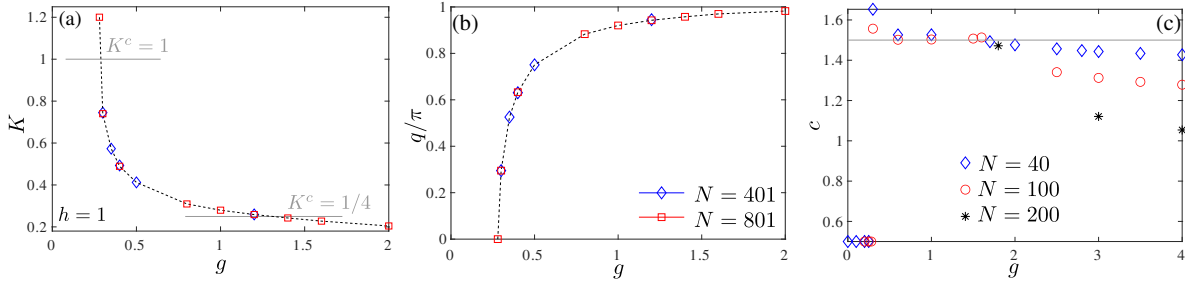 (a)
K^c = 1
K^c = 1/4
h = 1
K
1.2
1
0.8
0.6
0.4
0.2
0 0.5 1 1.5 2
g
(b)
q/π
1
0.8
0.6
0.4
0.2
0
N = 401
N = 801
0 0.5 1 1.5 2
g
(c)
c
1.6
1.4
1.2
1
0.8
0.6
N = 40
N = 100
N = 200
0 1 2 3 4
g